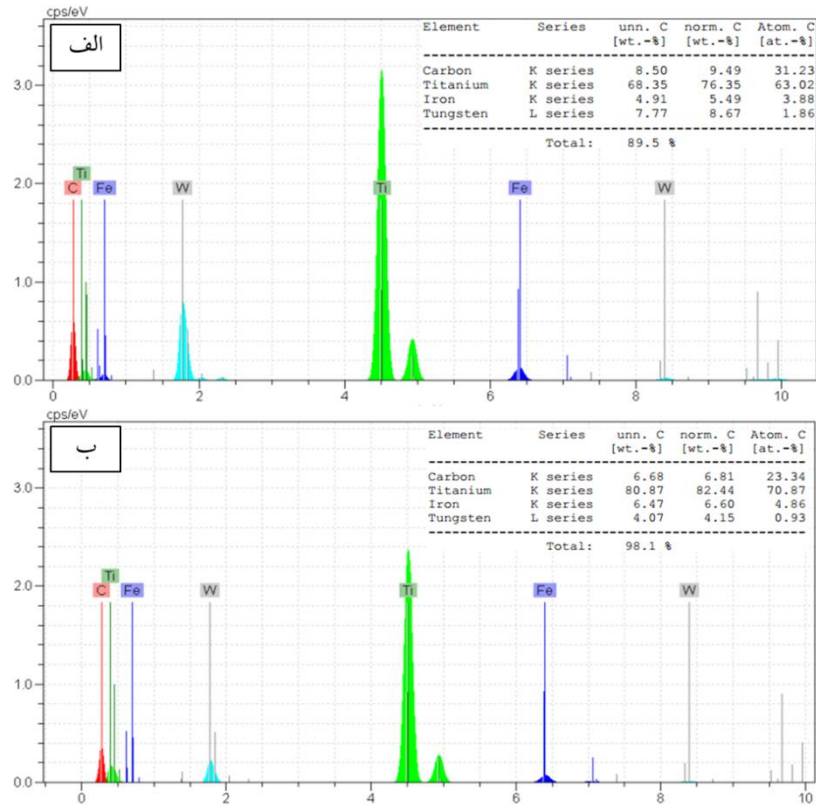 cps/eV
الف
Element Series unn. C norm. C Atom. C
[wt.-%] [wt.-%] [at.-%]
Carbon K series 8.50 9.49 31.23
Titanium K series 68.35 76.35 63.02
Iron K series 4.91 5.49 3.88
Tungsten L series 7.77 8.67 1.86
Total: 89.5 %
3.0
2.0
1.0
0.0
Ti
C Fe W Ti Fe W
0 2 4 6 8 10
cps/eV
ب
Element Series unn. C norm. C Atom. C
[wt.-%] [wt.-%] [at.-%]
Carbon K series 6.68 6.81 23.34
Titanium K series 80.87 82.44 70.87
Iron K series 6.47 6.60 4.86
Tungsten L series 4.07 4.15 0.93
Total: 98.1 %
3.0
2.0
1.0
0.0
Ti
C Fe W Ti Fe W
0 2 4 6 8 10